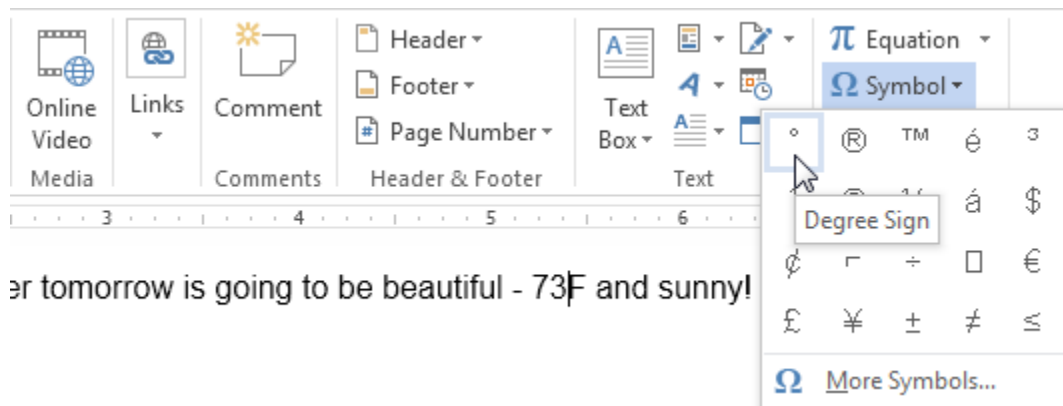 Header
π Equation
Footer
Ω Symbol
Online Video
Links
Comment
Page Number
Text Box
Media
Comments
Header & Footer
Text
° ® ™ é ³
á $
Degree Sign
¢ ÷ €
£ ¥ ± ≠ ≤
3 4 5 6
er tomorrow is going to be beautiful - 73F and sunny!
Ω More Symbols...